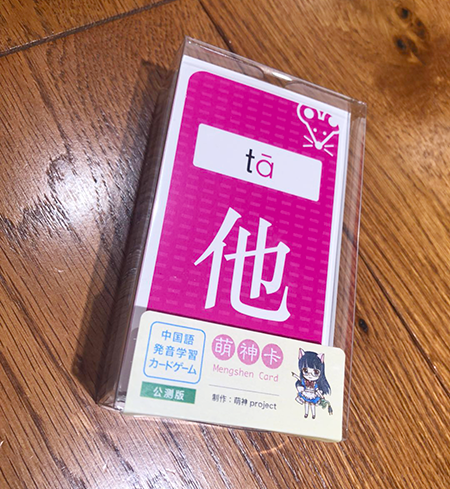 tā
他
中国語
発音学習
カードゲーム
公測版
萌神卡
Mengshen Card
制作：萌神 project